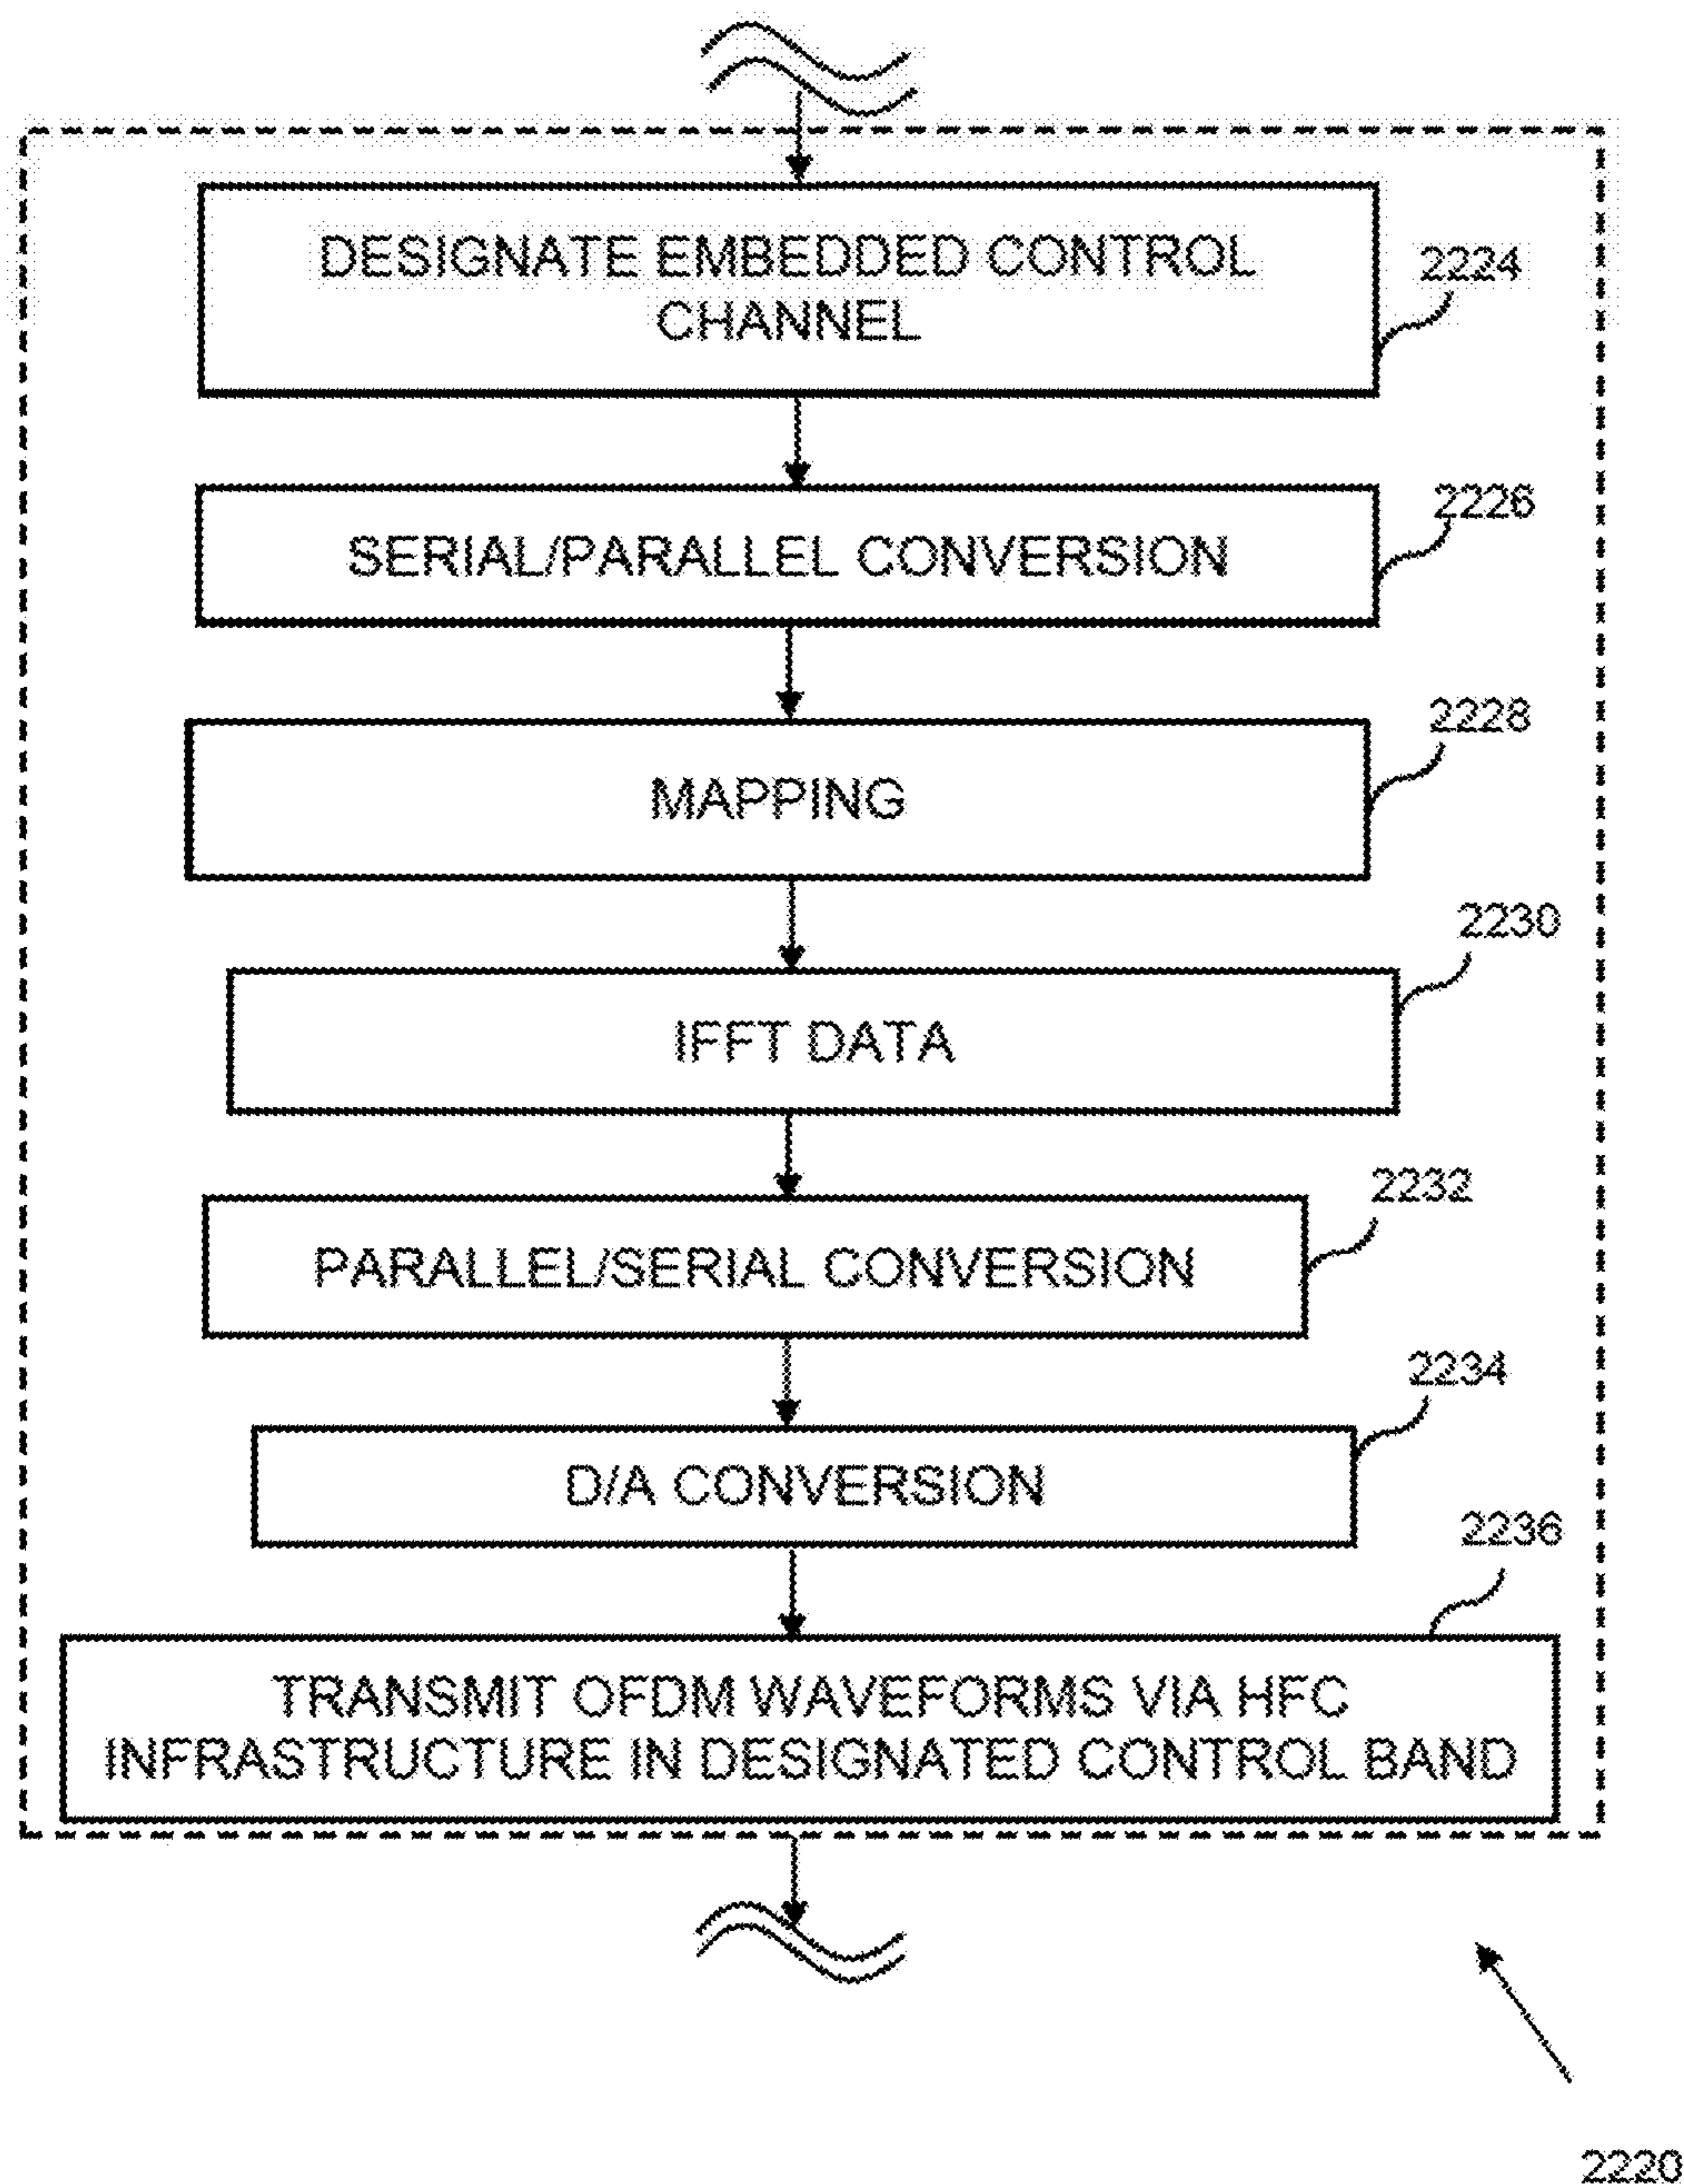 DESIGNATE EMBEDDED CONTROL
CHANNEL
2224
SERIAL/PARALLEL CONVERSION
2226
MAPPING
2228
IFFT DATA
2230
PARALLEL/SERIAL CONVERSION
2232
D/A CONVERSION
2234
TRANSMIT OFDM WAVEFORMS VIA HFC
INFRASTRUCTURE IN DESIGNATED CONTROL BAND
2236
2220